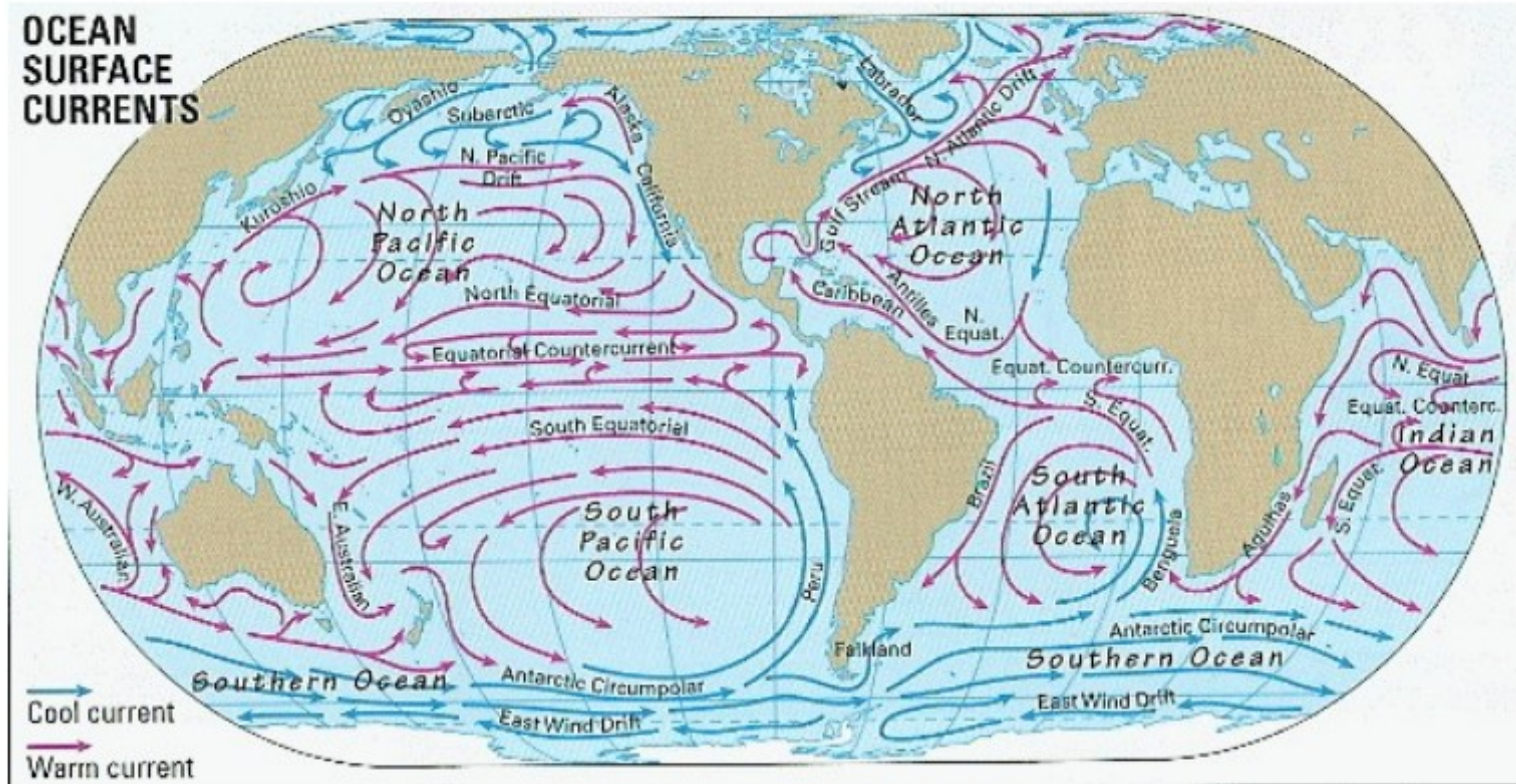 OCEAN
SURFACE
CURRENTS
Oyashio
Subarctic
Alaska
N. Pacific
Drift
Kuroshio
California
North
Pacific
Ocean
North Equatorial
Equatorial Countercurrent
South Equatorial
South
Pacific
Ocean
W. Australian
E. Australian
Peru
Labrador
N. Atlantic Drift
Gulf Stream
North
Atlantic
Ocean
Antilles
Caribbean
N.
Equat.
Equat. Countercurr.
S. Equat.
Brazil
South
Atlantic
Ocean
Benguela
Agulhas
S. Equat.
N. Equat
Equat. Counterc.
Indian
Ocean
Falkland
Antarctic Circumpolar
Southern Ocean
East Wind Drift
Southern Ocean
Antarctic Circumpolar
East Wind Drift
Cool current
Warm current